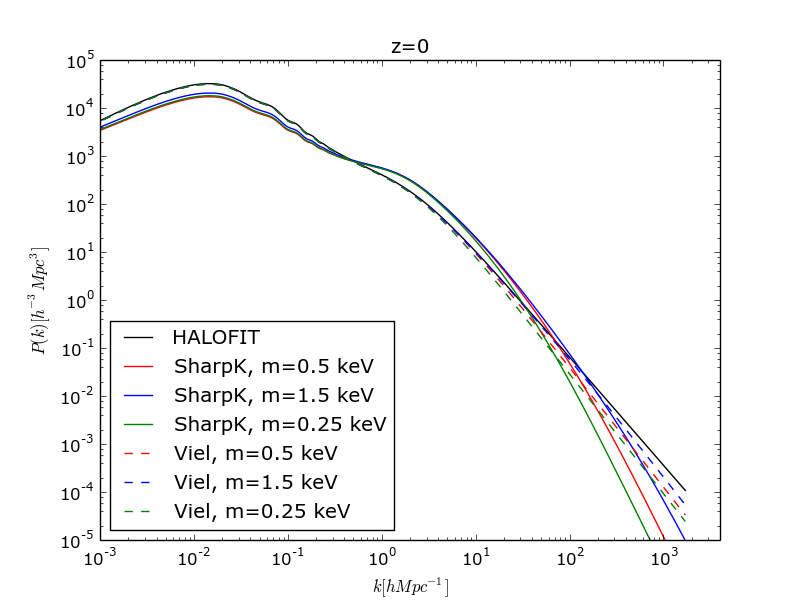 z=0
10^5
10^4
10^3
10^2
10^1
10^0
10^-1
10^-2
10^-3
10^-4
10^-5
P(k)[h^-3 Mpc^3]
HALOFIT
SharpK, m=0.5 keV
SharpK, m=1.5 keV
SharpK, m=0.25 keV
Viel, m=0.5 keV
Viel, m=1.5 keV
Viel, m=0.25 keV
10^-3 10^-2 10^-1 10^0 10^1 10^2 10^3
k[hMpc^-1]